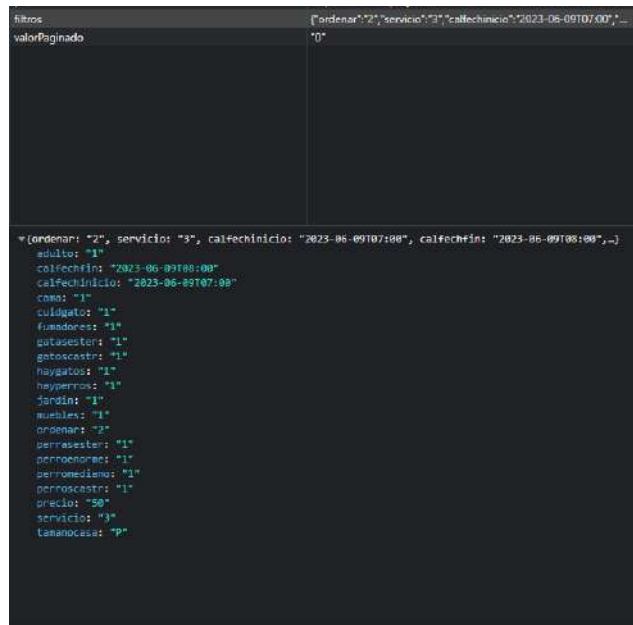 filtros {"ordenar":"2","servicio":"3","calfechinicio":"2023-06-09T07:00","...
valorPaginado "0"
▼{ordenar: "2", servicio: "3", calfechinicio: "2023-06-09T07:00", calfechfin: "2023-06-09T08:00",…}
adulto: "1"
calfechfin: "2023-06-09T08:00"
calfechinicio: "2023-06-09T07:00"
cama: "1"
cuidgato: "1"
fumadores: "1"
gatasester: "1"
gatoscastr: "1"
haygatos: "1"
hayperros: "1"
jardin: "1"
muebles: "1"
ordenar: "2"
perrasester: "1"
perroenorme: "1"
perromediano: "1"
perroscastr: "1"
precio: "50"
servicio: "3"
tamanocasa: "P"